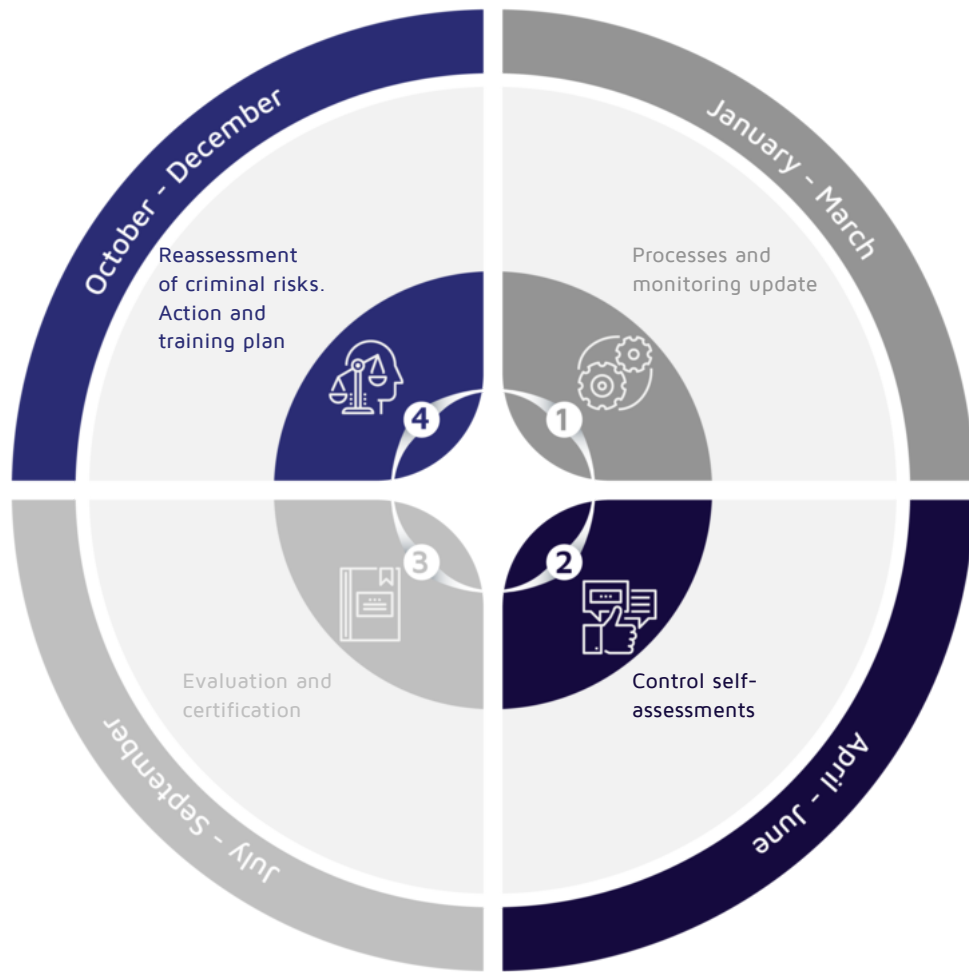 January - March
Processes and
monitoring update
1
April - June
Control self-
assessments
2
July - September
Evaluation and
certification
3
October - December
Reassessment
of criminal risks.
Action and
training plan
4